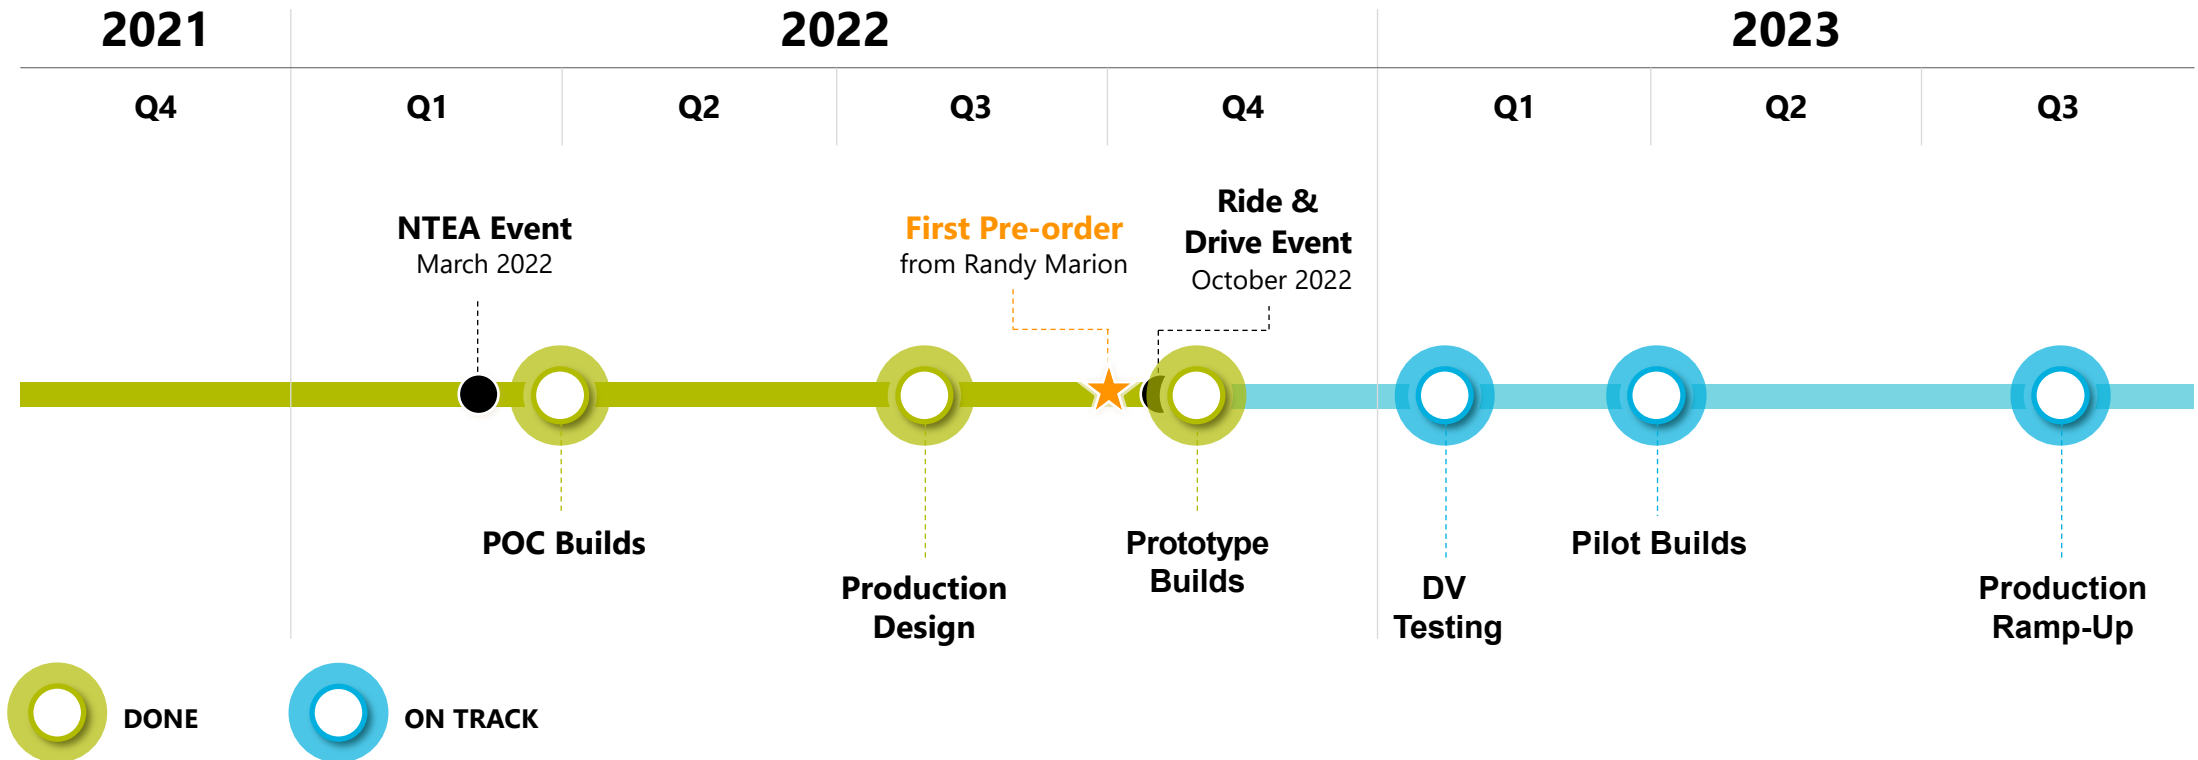 2021
2022
2023
Q4
Q1
Q2
Q3
Q4
Q1
Q2
Q3
NTEA Event
March 2022
First Pre-order
from Randy Marion
Ride &
Drive Event
October 2022
POC Builds
Production
Design
Prototype
Builds
DV
Testing
Pilot Builds
Production
Ramp-Up
DONE
ON TRACK